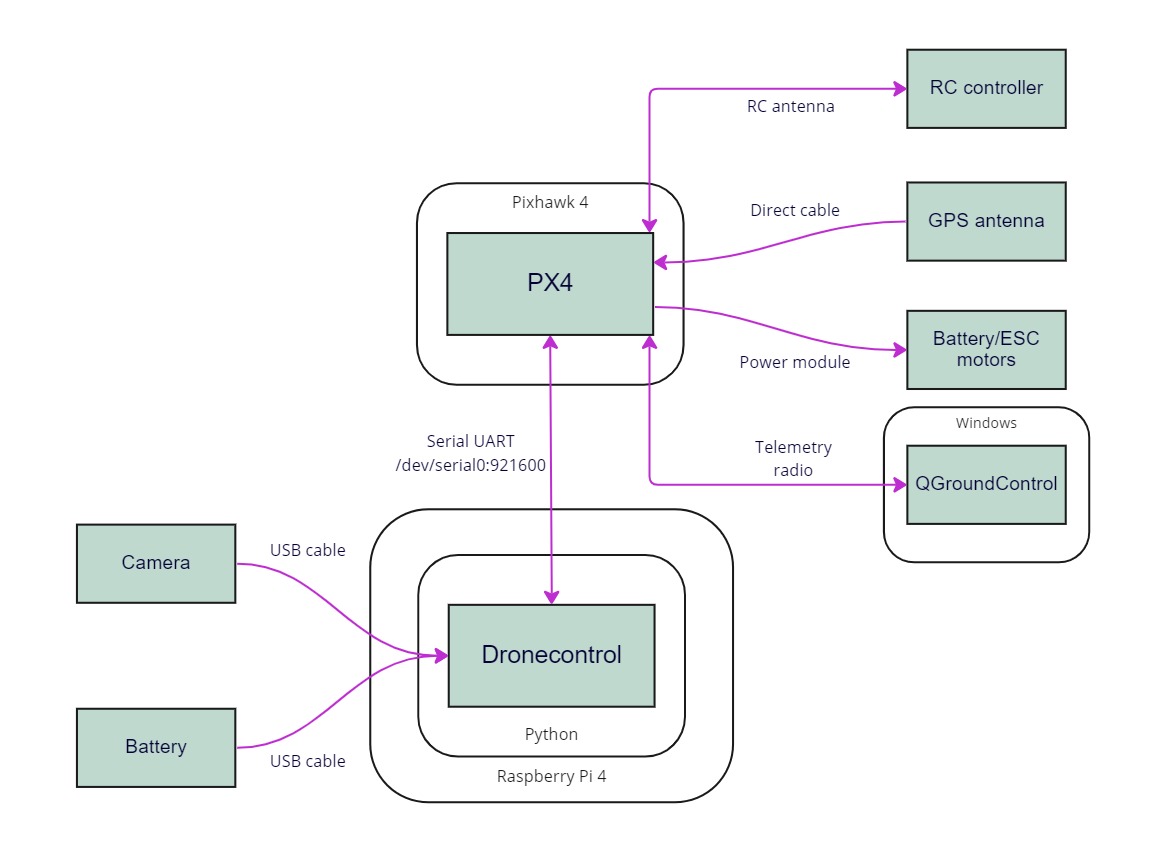 RC controller
RC antenna
Pixhawk 4
Direct cable
GPS antenna
PX4
Battery/ESC
motors
Power module
Windows
Serial UART
/dev/serial0:921600
Telemetry
radio
QGroundControl
Camera
USB cable
Dronecontrol
Python
Battery
USB cable
Raspberry Pi 4